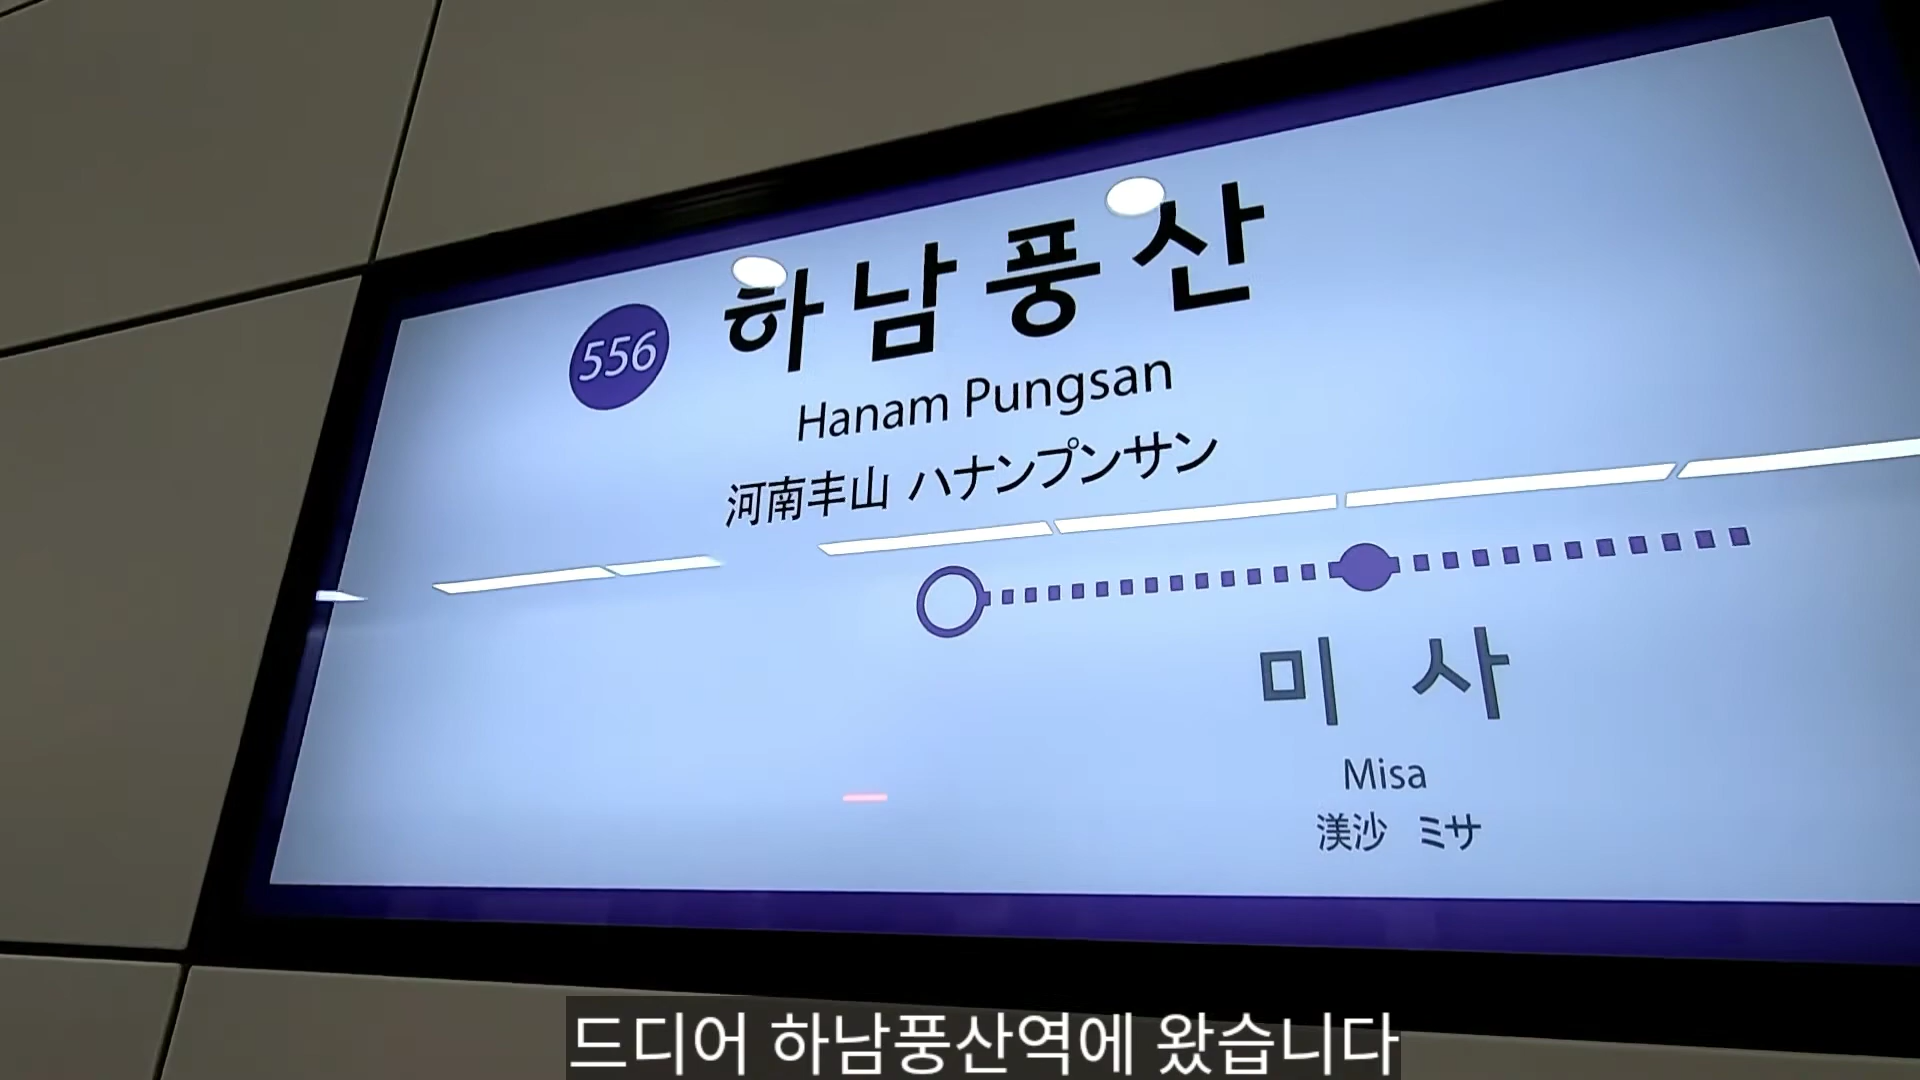 556
하남풍산
Hanam Pungsan
河南丰山 ハナンプンサン
미 사
Misa
渼沙 ミサ
드디어 하남풍산역에 왔습니다